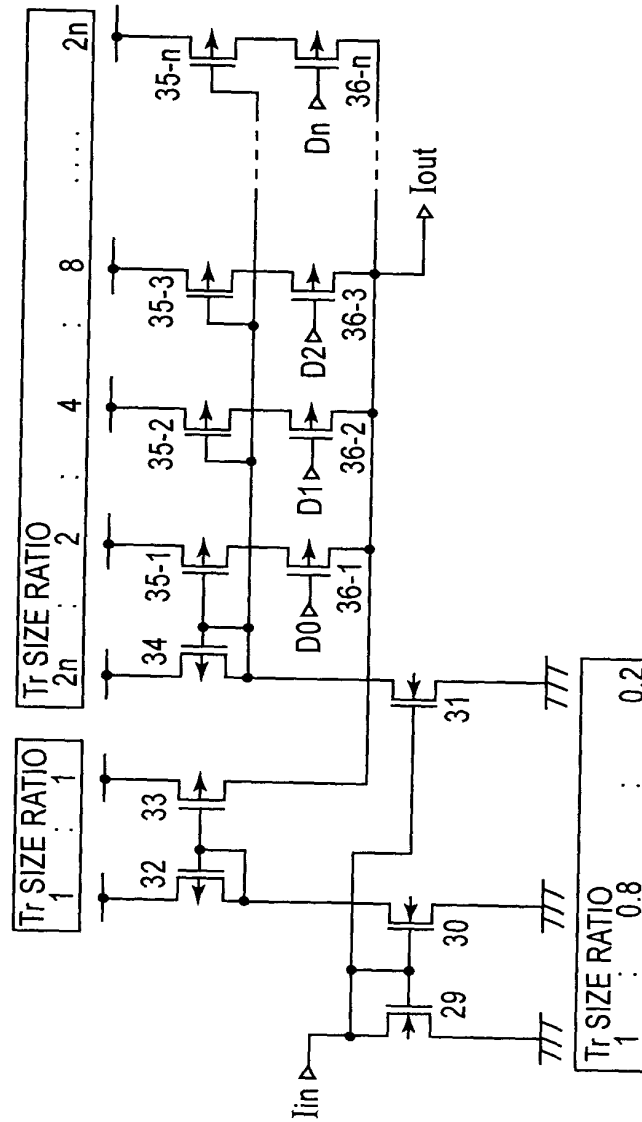 Tr SIZE RATIO
1 : 1
Tr SIZE RATIO
2n : 2 : 4 : 8 ..... 2n
32 33 34 35-1 35-2 35-3 35-n
D0 D1 D2 Dn
36-1 36-2 36-3 36-n
Iin
29 30 31
Iout
Tr SIZE RATIO
1 : 0.8 : 0.2